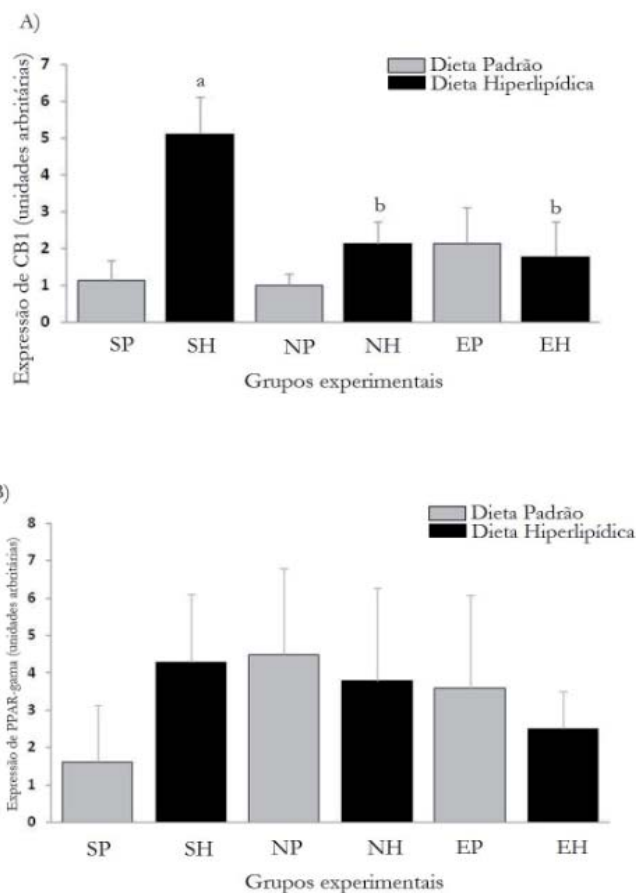 A)
Expressão de CB1 (unidades arbritárias)
7
6
5
4
3
2
1
0
Dieta Padrão
Dieta Hiperlipídica
a
b
b
SP SH NP NH EP EH
Grupos experimentais
B)
Expressão de PPAR-gama (unidades arbritárias)
8
7
6
5
4
3
2
1
0
Dieta Padrão
Dieta Hiperlipídica
SP SH NP NH EP EH
Grupos experimentais